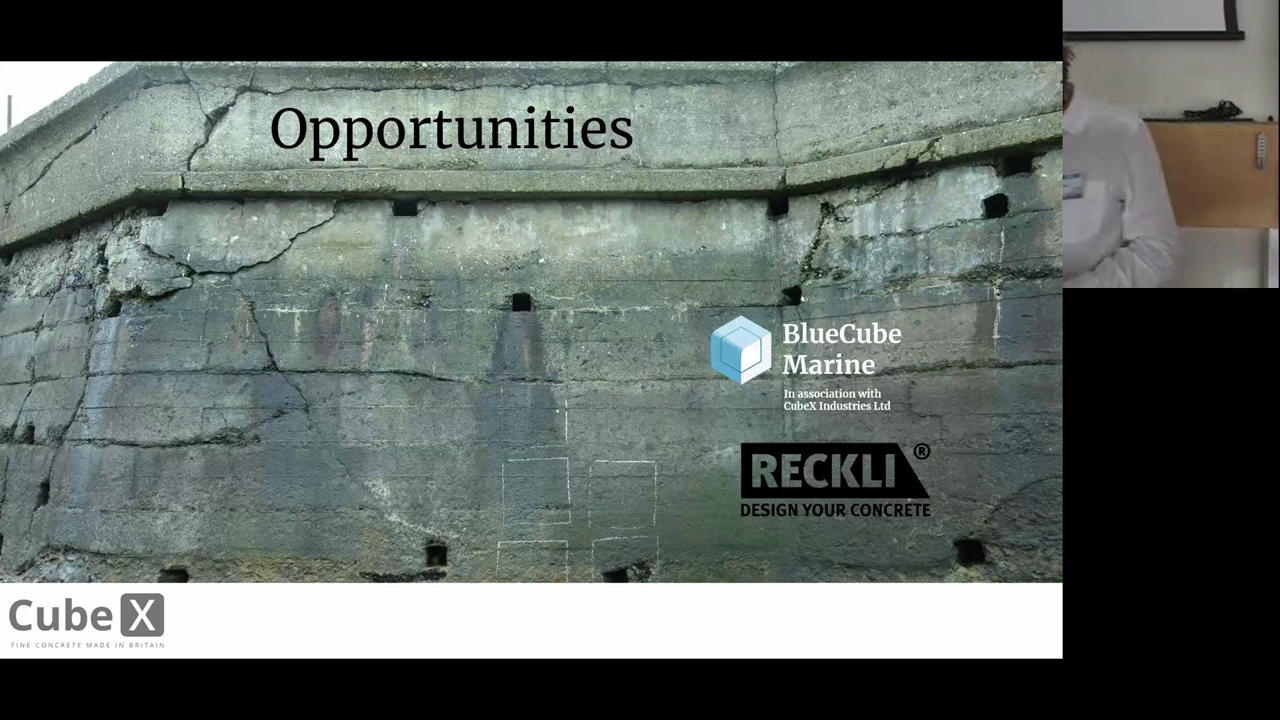 Opportunities
BlueCube
Marine
In association with
CubeX Industries Ltd
RECKLI®
DESIGN YOUR CONCRETE
Cube X
FINE CONCRETE MADE IN BRITAIN